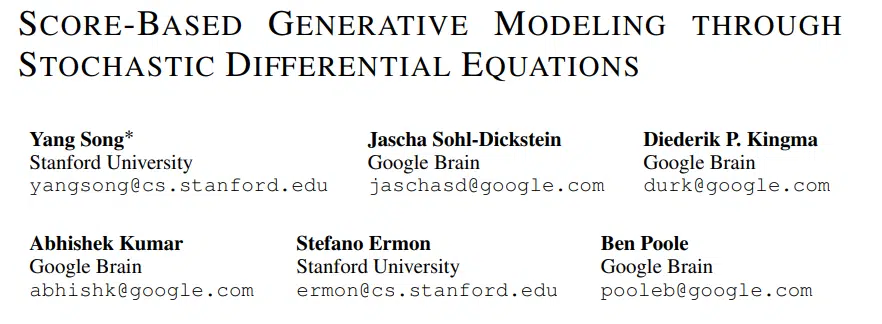 SCORE-BASED GENERATIVE MODELING THROUGH
STOCHASTIC DIFFERENTIAL EQUATIONS
Yang Song* Jascha Sohl-Dickstein Diederik P. Kingma
Stanford University Google Brain Google Brain
yangsong@cs.stanford.edu jaschasd@google.com durk@google.com
Abhishek Kumar Stefano Ermon Ben Poole
Google Brain Stanford University Google Brain
abhishk@google.com ermon@cs.stanford.edu pooleb@google.com